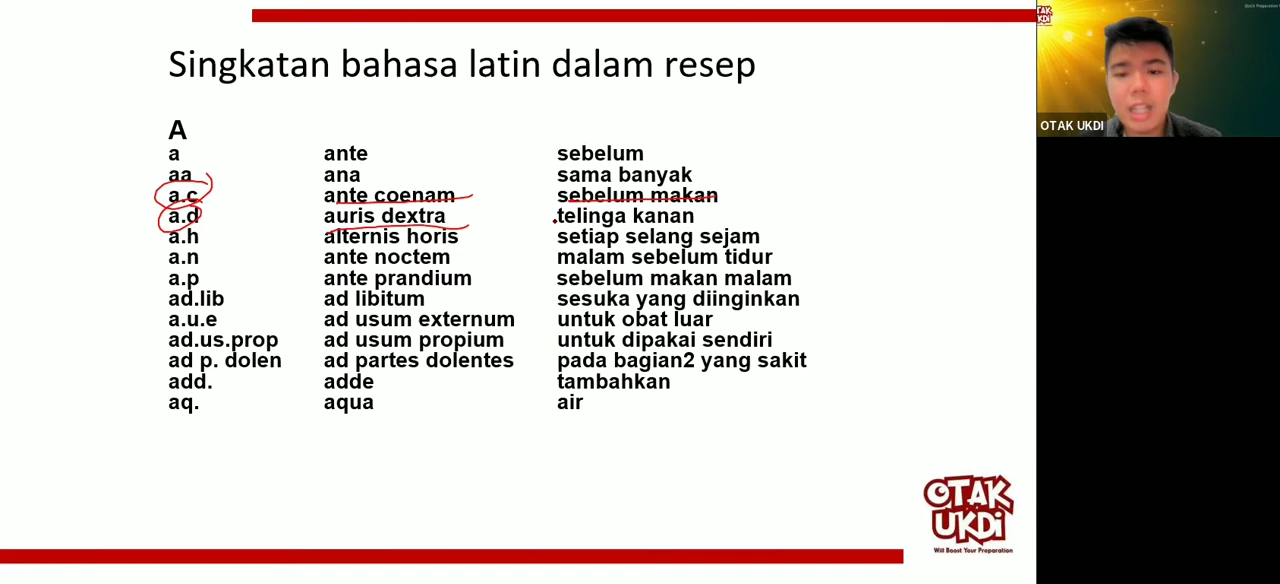 Singkatan bahasa latin dalam resep
A
a ante sebelum
aa ana sama banyak
a.c ante coenam sebelum makan
a.d auris dextra telinga kanan
a.h alternis horis setiap selang sejam
a.n ante noctem malam sebelum tidur
a.p ante prandium sebelum makan malam
ad.lib ad libitum sesuka yang diinginkan
a.u.e ad usum externum untuk obat luar
ad.us.prop ad usum propium untuk dipakai sendiri
ad p. dolen ad partes dolentes pada bagian2 yang sakit
add. adde tambahkan
aq. aqua air
OTAK
UKDI
Will Boost Your Preparation
OTAK UKDI